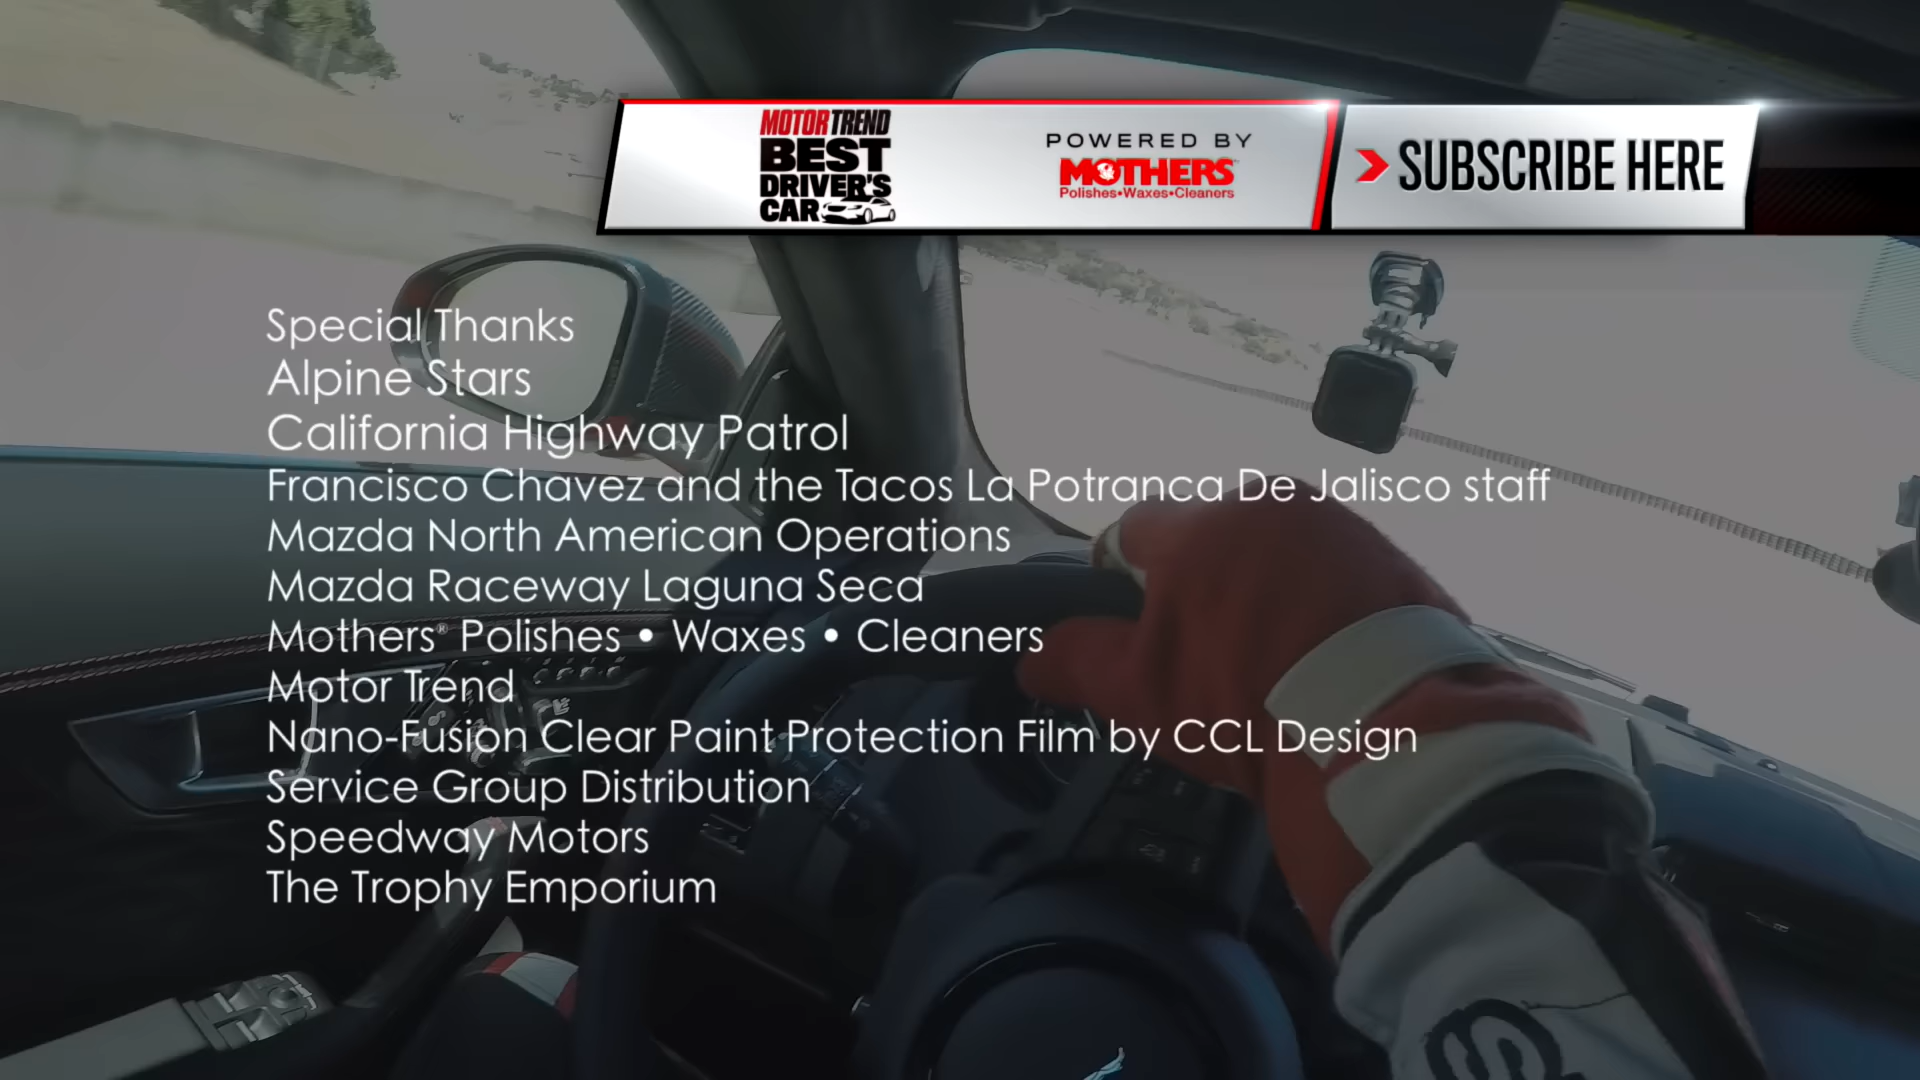 MOTOR TREND
BEST
DRIVER'S
CAR
POWERED BY
MOTHERS
Polishes•Waxes•Cleaners
SUBSCRIBE HERE
Special Thanks
Alpine Stars
California Highway Patrol
Francisco Chavez and the Tacos La Potranca De Jalisco staff
Mazda North American Operations
Mazda Raceway Laguna Seca
Mothers® Polishes • Waxes • Cleaners
Motor Trend
Nano-Fusion Clear Paint Protection Film by CCL Design
Service Group Distribution
Speedway Motors
The Trophy Emporium